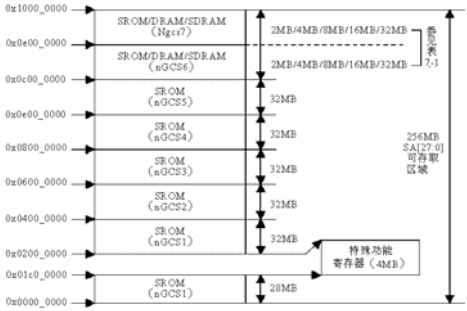 0x1000_0000
SROM/DRAM/SDRAM
(Ngcs7)
2MB/4MB/8MB/16MB/32MB
0x0e00_0000
参见表
7-1
SROM/DRAM/SDRAM
(nGCS6)
2MB/4MB/8MB/16MB/32MB
0x0c00_0000
SROM
(nGCS5)
32MB
0x0e00_0000
SROM
(nGCS4)
32MB
0x0800_0000
SROM
(nGCS3)
32MB
0x0600_0000
SROM
(nGCS2)
32MB
0x0400_0000
SROM
(nGCS1)
32MB
0x0200_0000
0x01c0_0000
SROM
(nGCS1)
28MB
0x0000_0000
特殊功能
寄存器（4MB）
256MB
SA[27:0]
可存取
区域